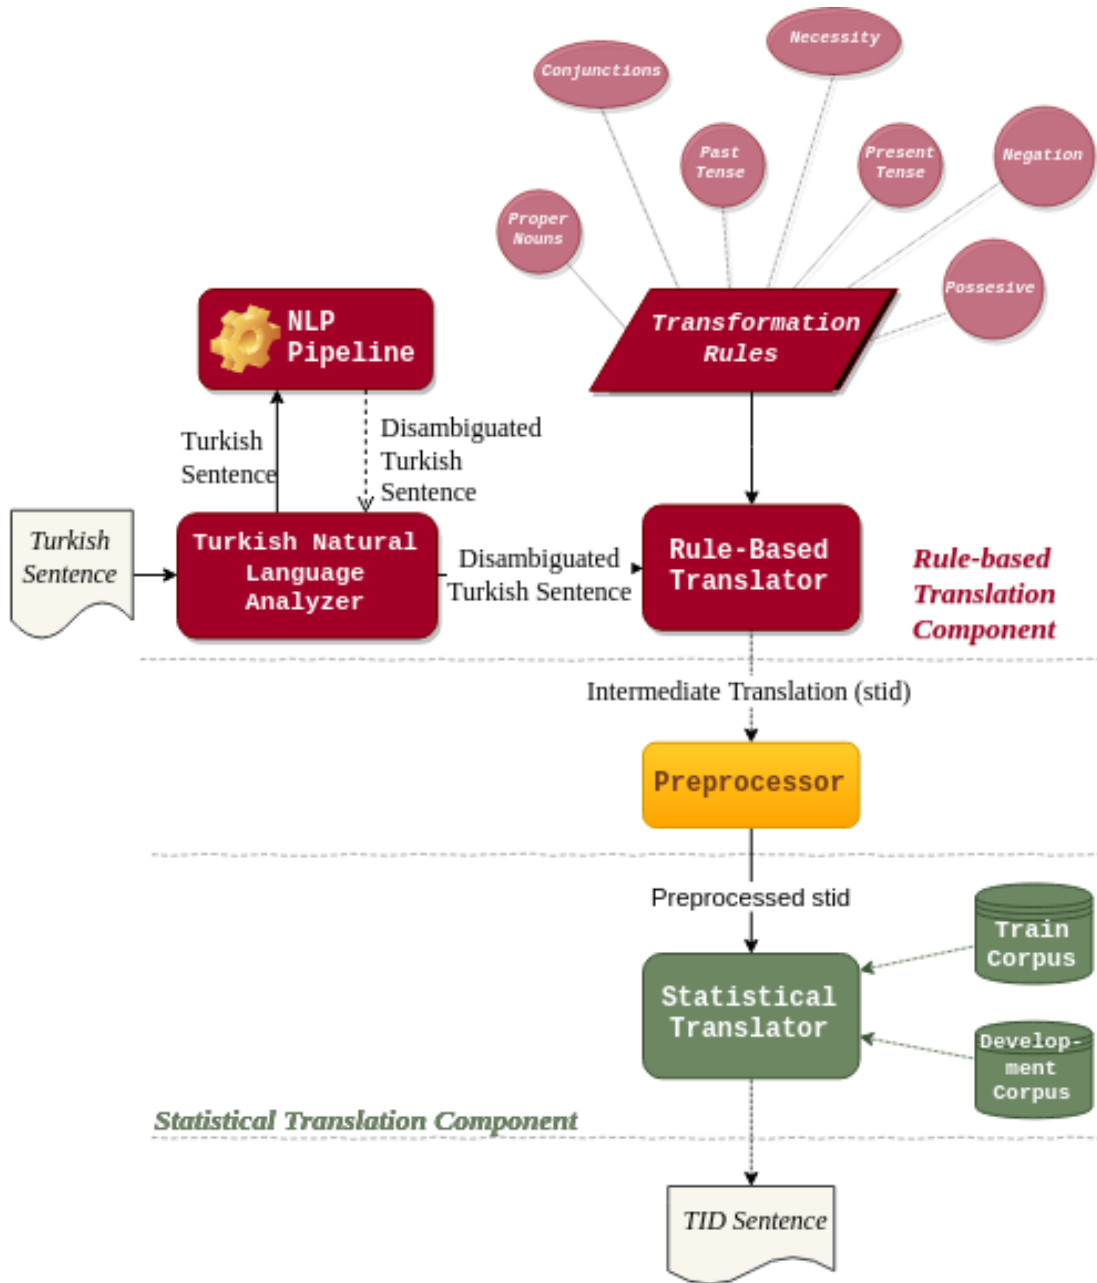 Necessity
Conjunctions
Past
Tense
Present
Tense
Negation
Proper
Nouns
Possesive
NLP
Pipeline
Transformation
Rules
Turkish
Sentence
Disambiguated
Turkish
Sentence
Turkish
Sentence
Turkish Natural
Language
Analyzer
Disambiguated
Turkish Sentence
Rule-Based
Translator
Rule-based
Translation
Component
Intermediate Translation (stid)
Preprocessor
Preprocessed stid
Train
Corpus
Statistical
Translator
Develop-
ment
Corpus
Statistical Translation Component
TID Sentence